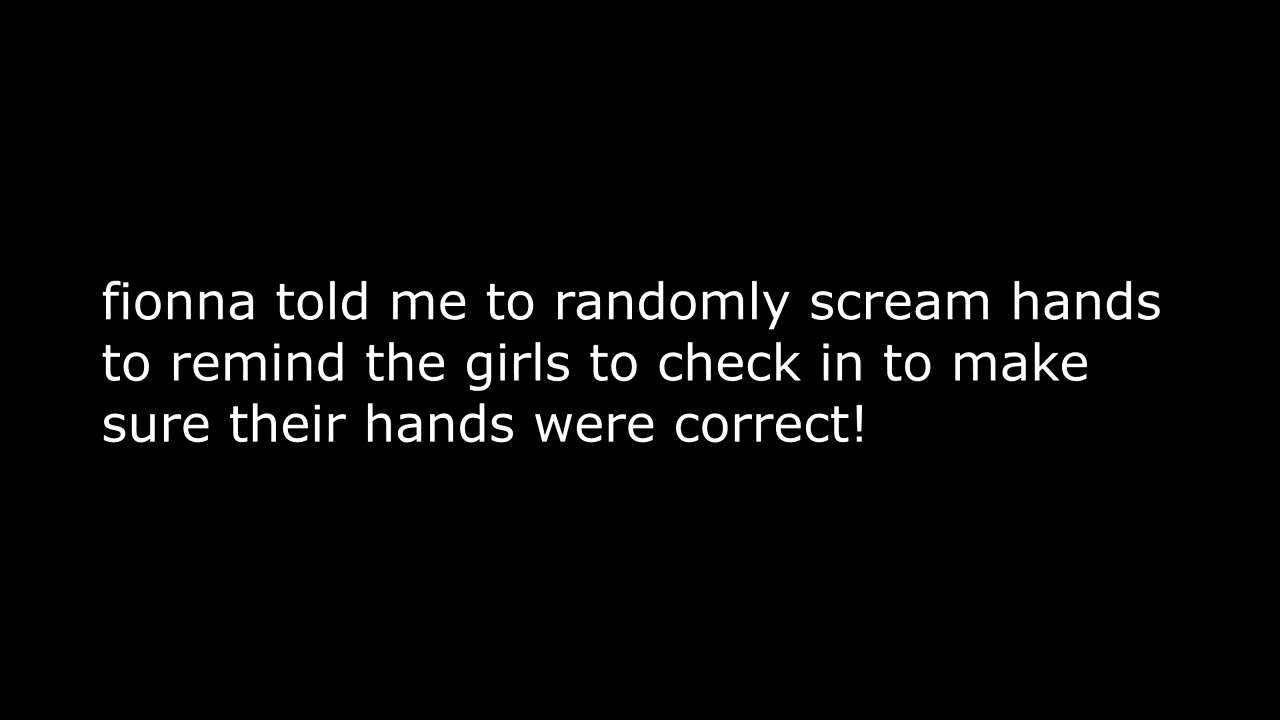 fionna told me to randomly scream hands
to remind the girls to check in to make
sure their hands were correct!